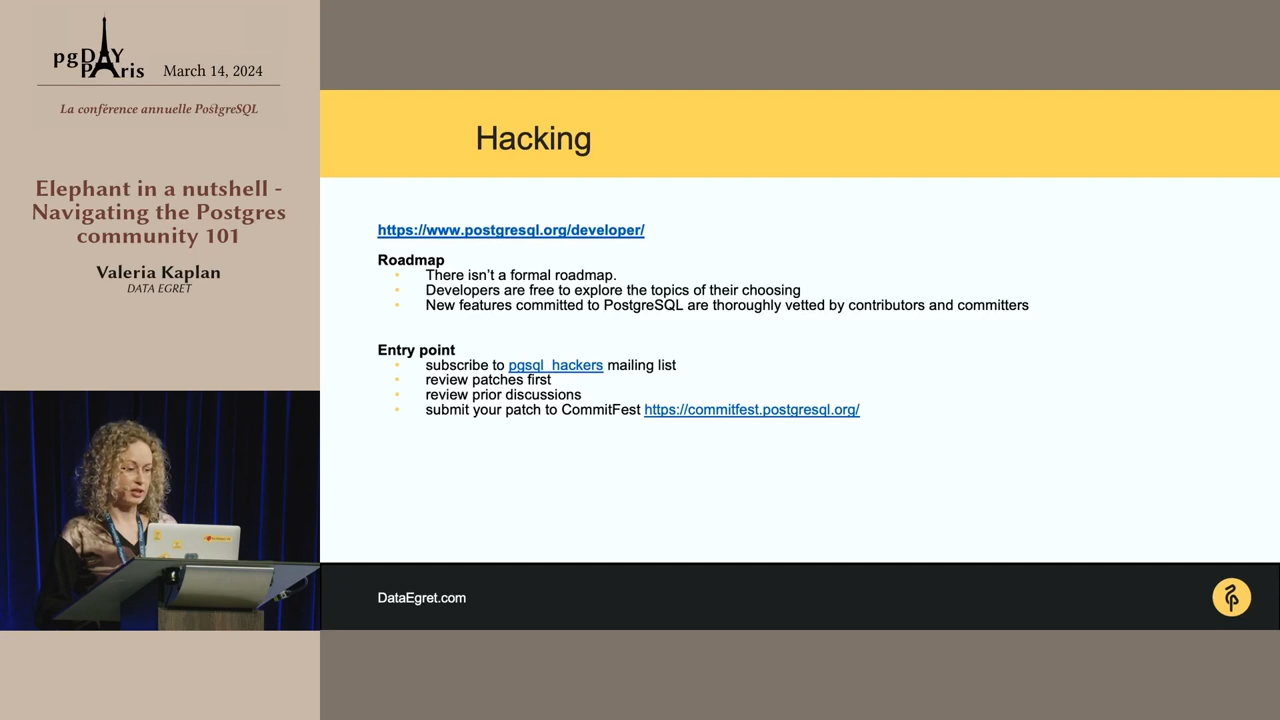 pgDAY
PAris
March 14, 2024
La conférence annuelle PostgreSQL
Elephant in a nutshell -
Navigating the Postgres
community 101
Valeria Kaplan
DATA EGRET
Hacking
https://www.postgresql.org/developer/
Roadmap
There isn’t a formal roadmap.
Developers are free to explore the topics of their choosing
New features committed to PostgreSQL are thoroughly vetted by contributors and committers
Entry point
subscribe to pgsql_hackers mailing list
review patches first
review prior discussions
submit your patch to CommitFest https://commitfest.postgresql.org/
DataEgret.com